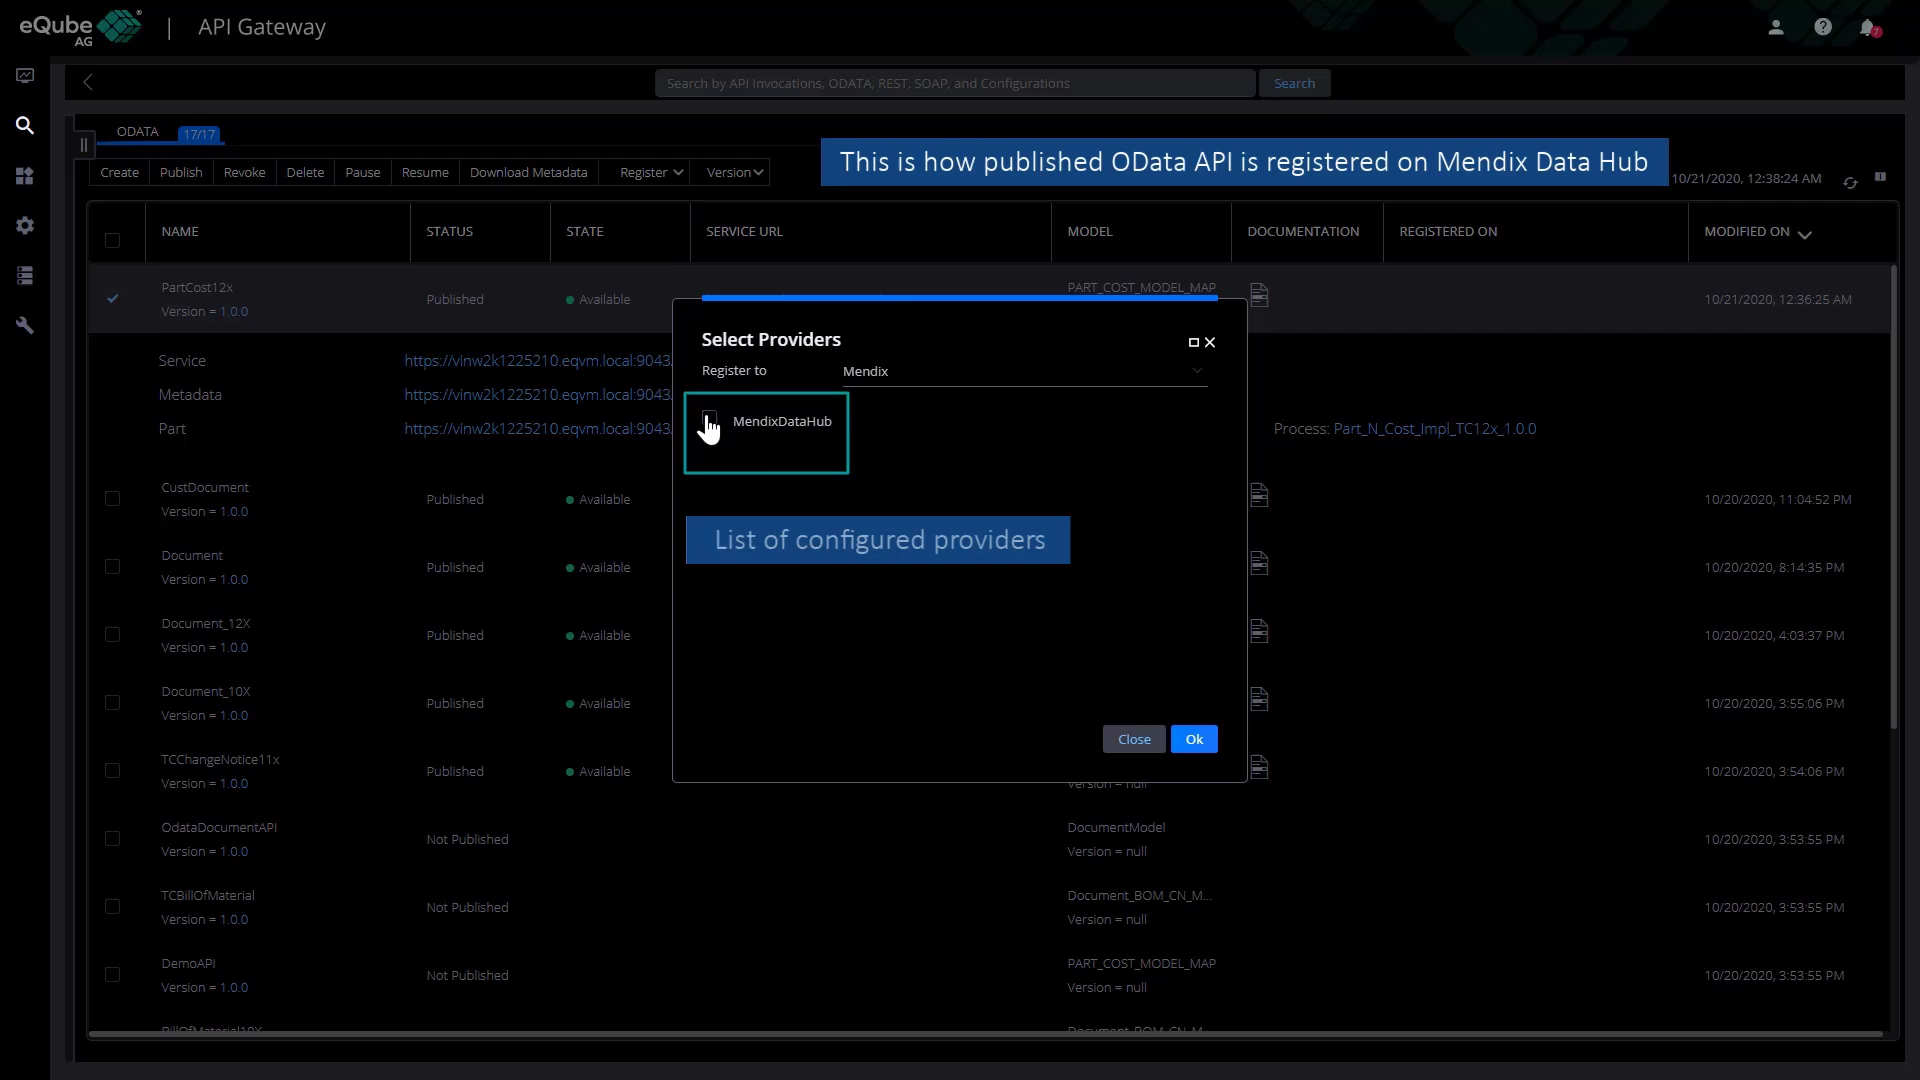 eQube® AG | API Gateway
7
Search by API Invocations, ODATA, REST, SOAP, and Configurations
Search
ODATA 17/17
This is how published OData API is registered on Mendix Data Hub
Create Publish Revoke Delete Pause Resume Download Metadata Register Version
10/21/2020, 12:38:24 AM
NAME STATUS STATE SERVICE URL MODEL DOCUMENTATION REGISTERED ON MODIFIED ON
PartCost12x
Version = 1.0.0
Published
Available
PART_COST_MODEL_MAP
10/21/2020, 12:36:25 AM
Service https://vlnw2k1225210.eqvm.local:9043
Metadata https://vlnw2k1225210.eqvm.local:9043
Part https://vlnw2k1225210.eqvm.local:9043
Process: Part_N_Cost_Impl_TC12x_1.0.0
Select Providers
Register to Mendix
MendixDataHub
List of configured providers
Close Ok
CustDocument
Version = 1.0.0
Published
Available
10/20/2020, 11:04:52 PM
Document
Version = 1.0.0
Published
Available
10/20/2020, 8:14:35 PM
Document_12X
Version = 1.0.0
Published
Available
10/20/2020, 4:03:37 PM
Document_10X
Version = 1.0.0
Published
Available
10/20/2020, 3:55:06 PM
TCChangeNotice11x
Version = 1.0.0
Published
Available
Version = null
10/20/2020, 3:54:06 PM
OdataDocumentAPI
Version = 1.0.0
Not Published
DocumentModel
Version = null
10/20/2020, 3:53:55 PM
TCBillOfMaterial
Version = 1.0.0
Not Published
Document_BOM_CN_M...
Version = null
10/20/2020, 3:53:55 PM
DemoAPI
Version = 1.0.0
Not Published
PART_COST_MODEL_MAP
Version = null
10/20/2020, 3:53:55 PM
BillOfMaterial10X
Document_BOM_CN_M...